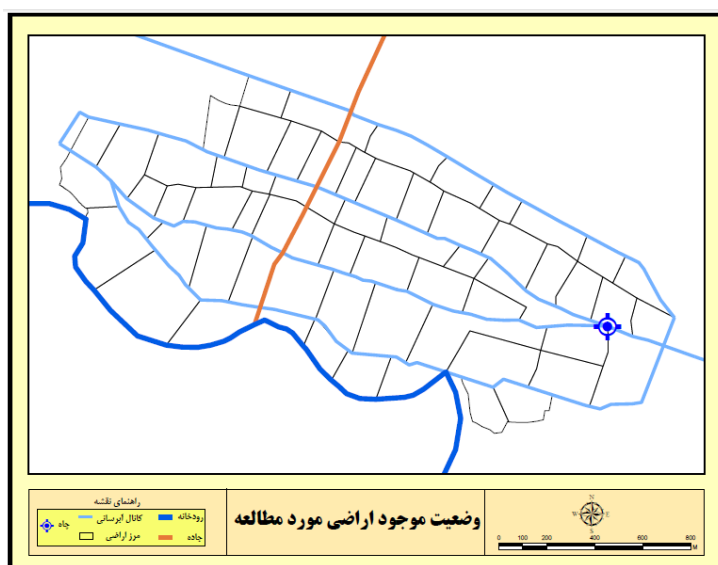 راهنمای نقشه
رودخانه
کانال ابرسانی
چاه
جاده
مرز اراضی
وضعیت موجود اراضی مورد مطالعه
N
W E
S
0 100 200 400 600 800
M